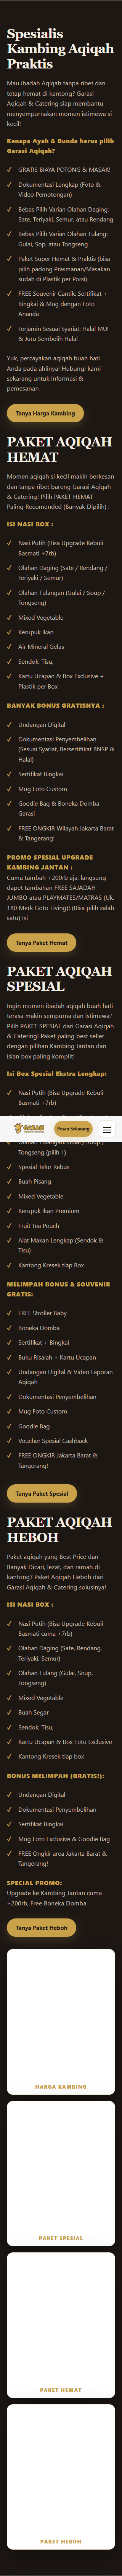 Spesialis
Kambing Aqiqah
Praktis
Mau ibadah Aqiqah tanpa ribet dan
tetap hemat di kantong? Garasi
Aqiqah & Catering siap membantu
menyempurnakan momen istimewa si
kecil!
Kenapa Ayah & Bunda harus pilih
Garasi Aqiqah?
✓ GRATIS BIAYA POTONG & MASAK!
✓ Dokumentasi Lengkap (Foto &
Video Pemotongan)
✓ Bebas Pilih Varian Olahan Daging:
Sate, Teriyaki, Semur, atau Rendang
✓ Bebas Pilih Varian Olahan Tulang:
Gulai, Sop, atau Tongseng
✓ Paket Super Hemat & Praktis (bisa
pilih packing Prasmanan/Masakan
sudah di Plastik per Porsi)
✓ FREE Souvenir Cantik: Sertifikat +
Bingkai & Mug dengan Foto
Ananda
✓ Terjamin Sesuai Syariat: Halal MUI
& Juru Sembelih Halal
Yuk, percayakan aqiqah buah hati
Anda pada ahlinya! Hubungi kami
sekarang untuk informasi &
pemesanan
Tanya Harga Kambing
PAKET AQIQAH
HEMAT
Momen aqiqah si kecil makin berkesan
dan tanpa ribet bareng Garasi Aqiqah
& Catering! Pilih PAKET HEMAT —
Paling Recomended (Banyak Dipilih) :
ISI NASI BOX :
✓ Nasi Putih (Bisa Upgrade Kebuli
Basmati +7rb)
✓ Olahan Daging (Sate / Rendang /
Teriyaki / Semur)
✓ Olahan Tulangan (Gulai / Soup /
Tongseng)
✓ Mixed Vegetable
✓ Kerupuk Ikan
✓ Air Mineral Gelas
✓ Sendok, Tisu,
✓ Kartu Ucapan & Box Exclusive +
Plastik per Box
BANYAK BONUS GRATISNYA :
✓ Undangan Digital
✓ Dokumentasi Penyembelihan
(Sesuai Syariat, Bersertifikat BNSP &
Halal)
✓ Sertifikat Bingkai
✓ Mug Foto Custom
✓ Goodie Bag & Boneka Domba
Garasi
✓ FREE ONGKIR Wilayah Jakarta Barat
& Tangerang!
PROMO SPESIAL UPGRADE
KAMBING JANTAN :
Cuma tambah +200rb aja, langsung
dapet tambahan FREE SAJADAH
JUMBO atau PLAYMATES/MATRAS (Uk.
180 Merk Goto Living)! (Bisa pilih salah
satu) Isi
Tanya Paket Hemat
PAKET AQIQAH
SPESIAL
Ingin momen ibadah aqiqah buah hati
terasa makin sempurna dan istimewa?
Pilih PAKET SPESIAL dari Garasi Aqiqah
& Catering! Paket paling best seller
dengan pilihan Kambing Jantan dan
isian box paling komplit!
Isi Box Spesial Ekstra Lengkap:
✓ Nasi Putih (Bisa Upgrade Kebuli
Basmati +7rb)
GARASI
Pesan Sekarang
Tongseng (pilih 1)
✓ Spesial Telur Rebus
✓ Buah Pisang
✓ Mixed Vegetable
✓ Kerupuk Ikan Premium
✓ Fruit Tea Pouch
✓ Alat Makan Lengkap (Sendok &
Tisu)
✓ Kantong Kresek tiap Box
MELIMPAH BONUS & SOUVENIR
GRATIS:
✓ FREE Stroller Baby
✓ Boneka Domba
✓ Sertifikat + Bingkai
✓ Buku Risalah + Kartu Ucapan
✓ Undangan Digital & Video Laporan
Aqiqah
✓ Dokumentasi Penyembelihan
✓ Mug Foto Custom
✓ Goodie Bag
✓ Voucher Spesial Cashback
✓ FREE ONGKIR Jakarta Barat &
Tangerang!
Tanya Paket Spesial
PAKET AQIQAH
HEBOH
Paket aqiqah yang Best Price dan
Banyak Dicari, lezat, dan ramah di
kantong? Paket Aqiqah Heboh dari
Garasi Aqiqah & Catering solusinya!
ISI NASI BOX :
✓ Nasi Putih (Bisa Upgrade Kebuli
Basmati cuma +7rb)
✓ Olahan Daging (Sate, Rendang,
Teriyaki, Semur)
✓ Olahan Tulang (Gulai, Soup,
Tongseng)
✓ Mixed Vegetable
✓ Buah Segar
✓ Sendok, Tisu,
✓ Kartu Ucapan & Box Foto Exclusive
✓ Kantong Kresek tiap box
BONUS MELIMPAH (GRATIS!):
✓ Undangan Digital
✓ Dokumentasi Penyembelihan
✓ Sertifikat Bingkai
✓ Mug Foto Exclusive & Goodie Bag
✓ FREE Ongkir area Jakarta Barat &
Tangerang!
SPECIAL PROMO:
Upgrade ke Kambing Jantan cuma
+200rb, Free Boneka Domba
Tanya Paket Heboh
HARGA KAMBING
PAKET SPESIAL
PAKET HEMAT
PAKET HEBOH